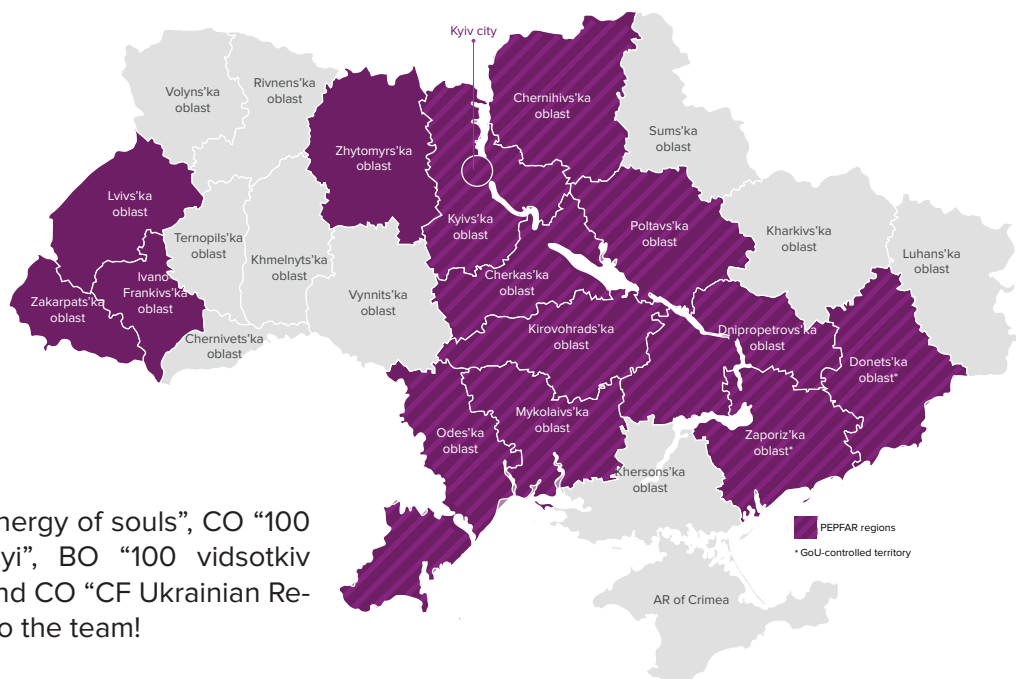 Kyiv city
Volyns'ka
oblast
Rivnens'ka
oblast
Chernihivs'ka
oblast
Sums'ka
oblast
Zhytomyrs'ka
oblast
Lvivs'ka
oblast
Kyivs'ka
oblast
Poltavs'ka
oblast
Kharkivs'ka
oblast
Luhans'ka
oblast
Ternopils'ka
oblast
Khmelnyts'ka
oblast
Vynnits'ka
oblast
Cherkas'ka
oblast
Zakarpats'ka
oblast
Ivano
Frankivs'ka
oblast
Chernivets'ka
oblast
Kirovohrads'ka
oblast
Dnipropetrovs'ka
oblast
Donets'ka
oblast*
Odes'ka
oblast
Mykolaivs'ka
oblast
Zaporiz'ka
oblast*
Khersons'ka
oblast
AR of Crimea
PEPFAR regions
* GoU-controlled territory
nergy of souls”, CO “100
yi”, BO “100 vidsotkiv
nd CO “CF Ukrainian Re-
o the team!